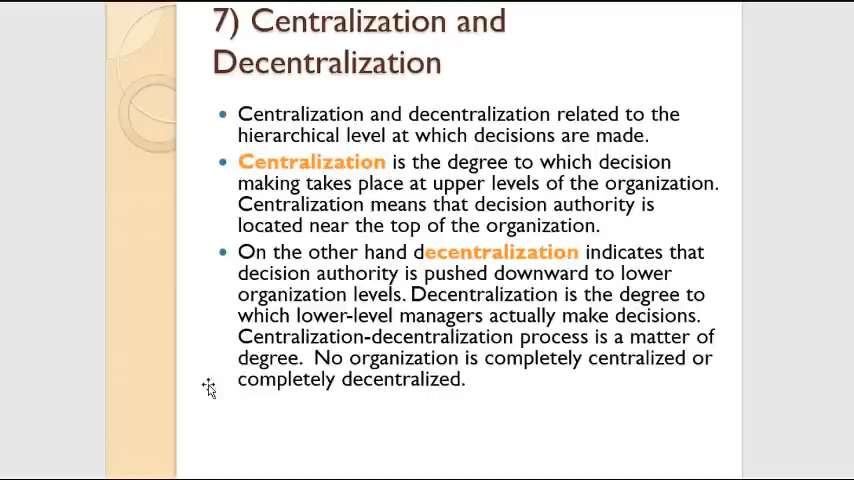 7) Centralization and
Decentralization
• Centralization and decentralization related to the
hierarchical level at which decisions are made.
• Centralization is the degree to which decision
making takes place at upper levels of the organization.
Centralization means that decision authority is
located near the top of the organization.
• On the other hand decentralization indicates that
decision authority is pushed downward to lower
organization levels. Decentralization is the degree to
which lower-level managers actually make decisions.
Centralization-decentralization process is a matter of
degree.  No organization is completely centralized or
completely decentralized.